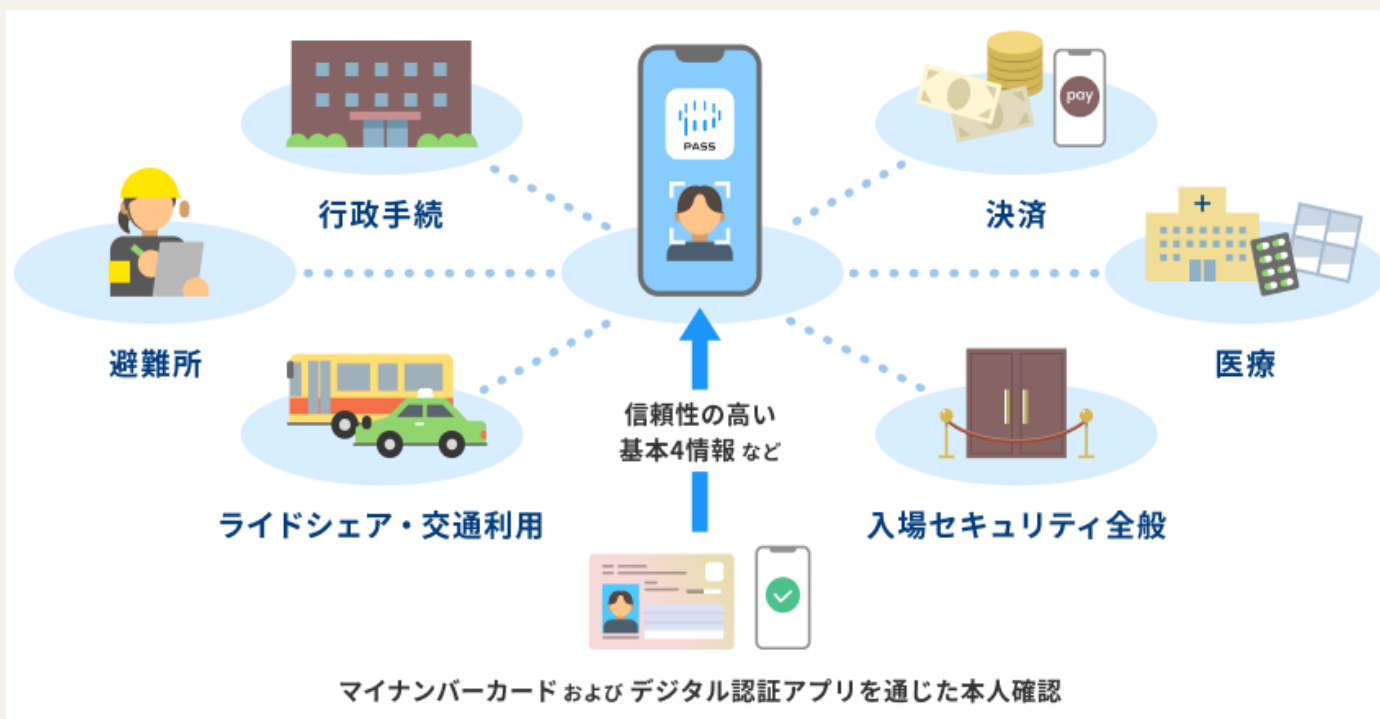 PASS
pay
行政手続
決済
避難所
医療
信頼性の高い
基本4情報 など
ライドシェア・交通利用
入場セキュリティ全般
マイナンバーカード および デジタル認証アプリを通じた本人確認